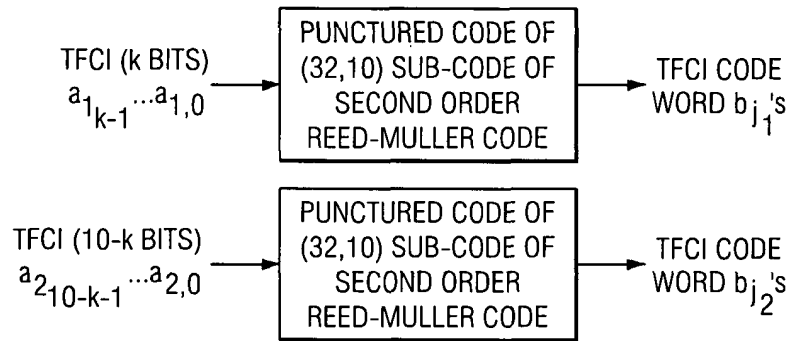 TFCI (k BITS)
a1k-1...a1,0
PUNCTURED CODE OF
(32,10) SUB-CODE OF
SECOND ORDER
REED-MULLER CODE
TFCI CODE
WORD bj1's
TFCI (10-k BITS)
a210-k-1...a2,0
PUNCTURED CODE OF
(32,10) SUB-CODE OF
SECOND ORDER
REED-MULLER CODE
TFCI CODE
WORD bj2's